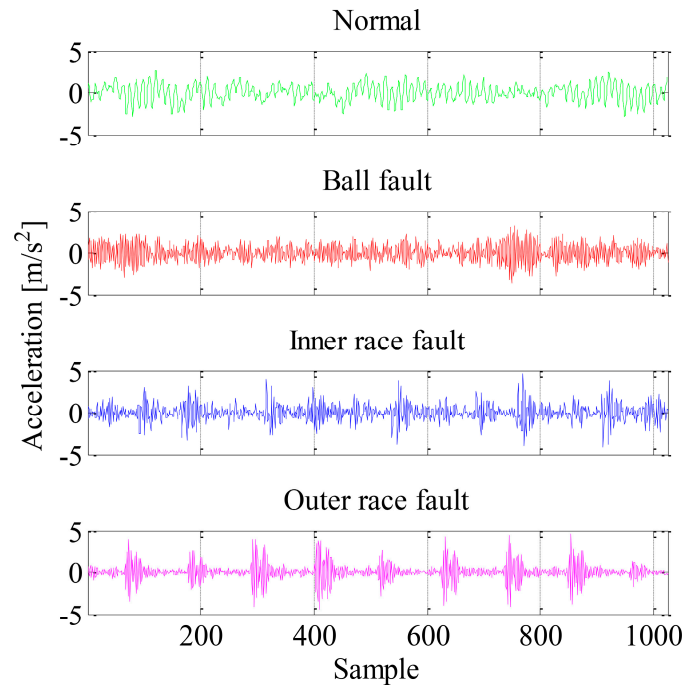 Normal
5
0
-5
Ball fault
5
0
-5
Acceleration [m/s²]
Inner race fault
5
0
-5
Outer race fault
5
0
-5
200 400 600 800 1000
Sample